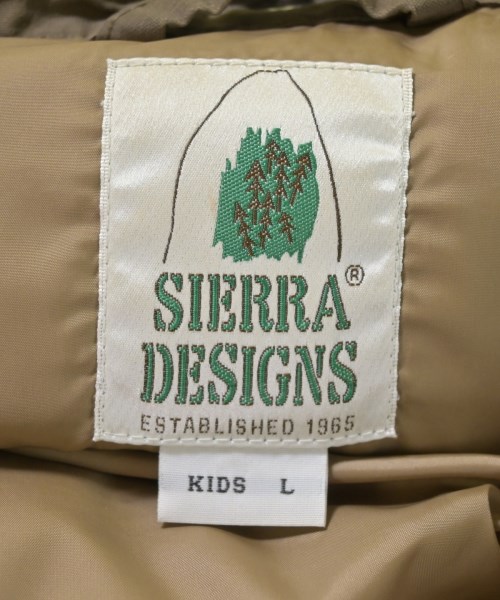 SIERRA®
DESIGNS
ESTABLISHED 1965
KIDS L